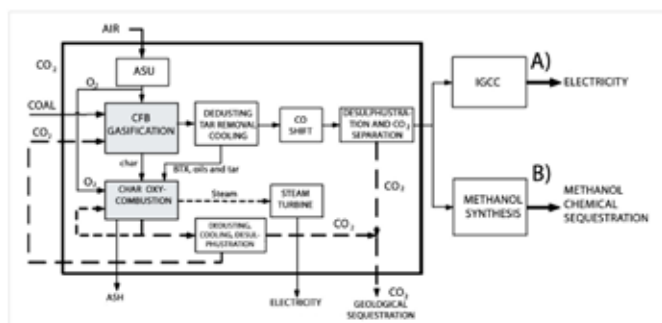 AIR
CO2
ASU
O2
COAL
CO2
CFB
GASIFICATION
DEDUSTING
TAR REMOVAL
COOLING
CO
SHIFT
DESULPHUSTRA-
TION AND CO2
SEPARATION
IGCC
A)
ELECTRICITY
char
BTX, oils and tar
O2
CHAR OXY-
COMBUSTION
Steam
STEAM
TURBINE
CO2
METHANOL
SYNTHESIS
B)
METHANOL
CHEMICAL
SEQUESTRATION
DEDUSTING,
COOLING, DESUL-
PHUSTRATION
CO2
ASH
ELECTRICITY
CO2
GEOLOGICAL
SEQUESTRATION